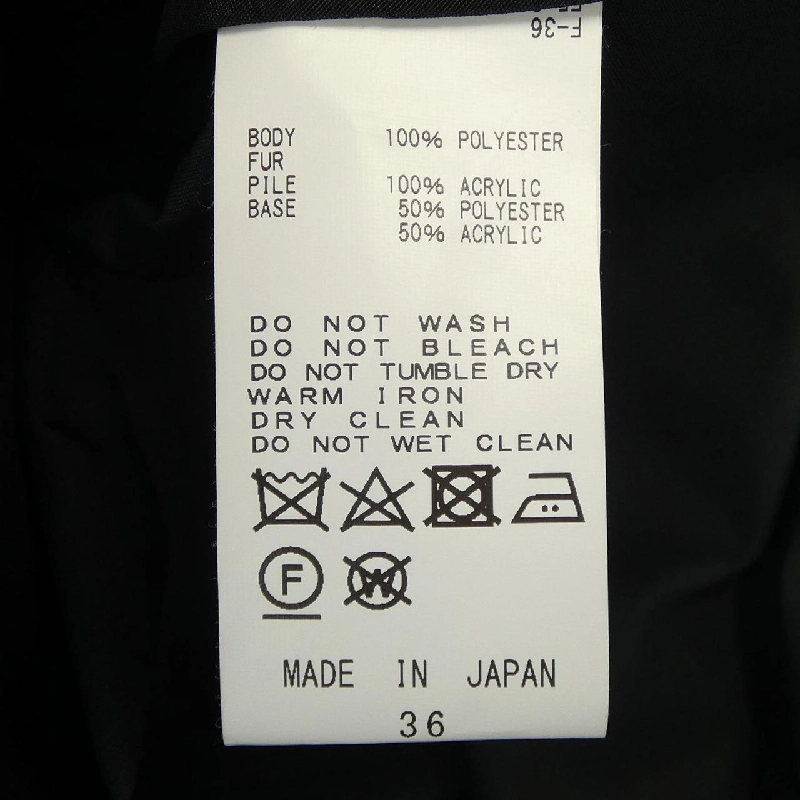 F-36
BODY 100% POLYESTER
FUR
PILE 100% ACRYLIC
BASE 50% POLYESTER
50% ACRYLIC
DO NOT WASH
DO NOT BLEACH
DO NOT TUMBLE DRY
WARM IRON
DRY CLEAN
DO NOT WET CLEAN
F W
MADE IN JAPAN
36